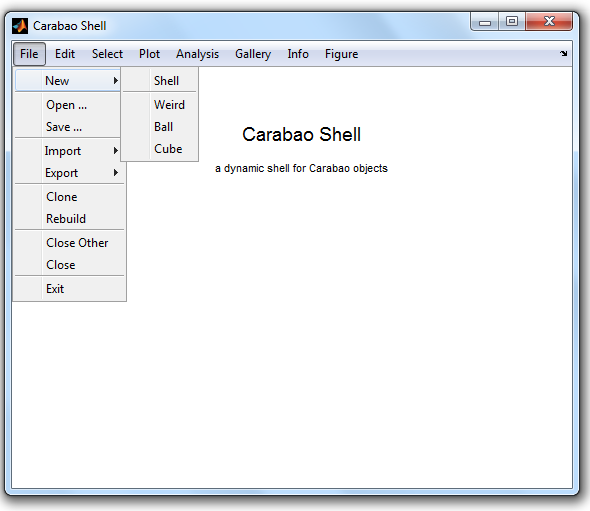 Carabao Shell
File Edit Select Plot Analysis Gallery Info Figure
New
Open ...
Save ...
Import
Export
Clone
Rebuild
Close Other
Close
Exit
Shell
Weird
Ball
Cube
Carabao Shell
a dynamic shell for Carabao objects